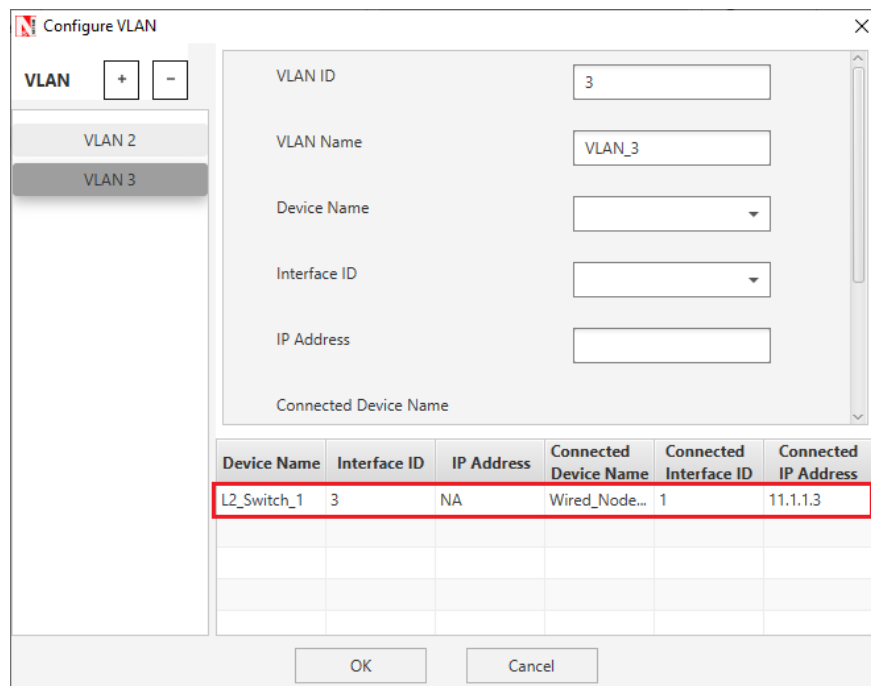 Configure VLAN
VLAN + -
VLAN 2
VLAN 3
VLAN ID 3
VLAN Name VLAN_3
Device Name
Interface ID
IP Address
Connected Device Name
Device Name Interface ID IP Address Connected Device Name Connected Interface ID Connected IP Address
L2_Switch_1 3 NA Wired_Node... 1 11.1.1.3
OK Cancel